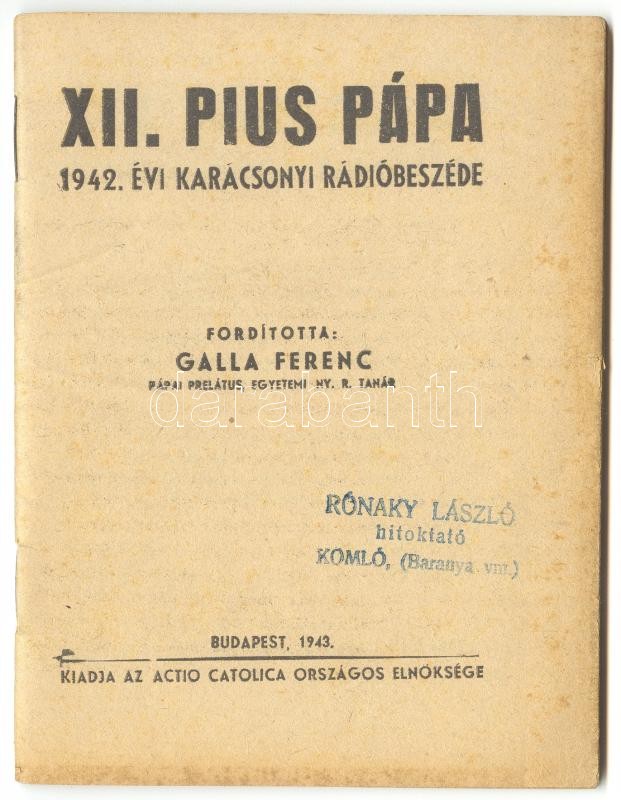 XII. PIUS PÁPA
1942. ÉVI KARÁCSONYI RÁDIÓBESZÉDE
FORDÍTOTTA:
GALLA FERENC
PÁPAI PRELÁTUS, EGYETEMI NY. R. TANÁR
darabanth
RÓNAKY LÁSZLÓ
hitoktató
KOMLÓ, (Baranya vm.)
BUDAPEST, 1943.
KIADJA AZ ACTIO CATOLICA ORSZÁGOS ELNÖKSÉGE